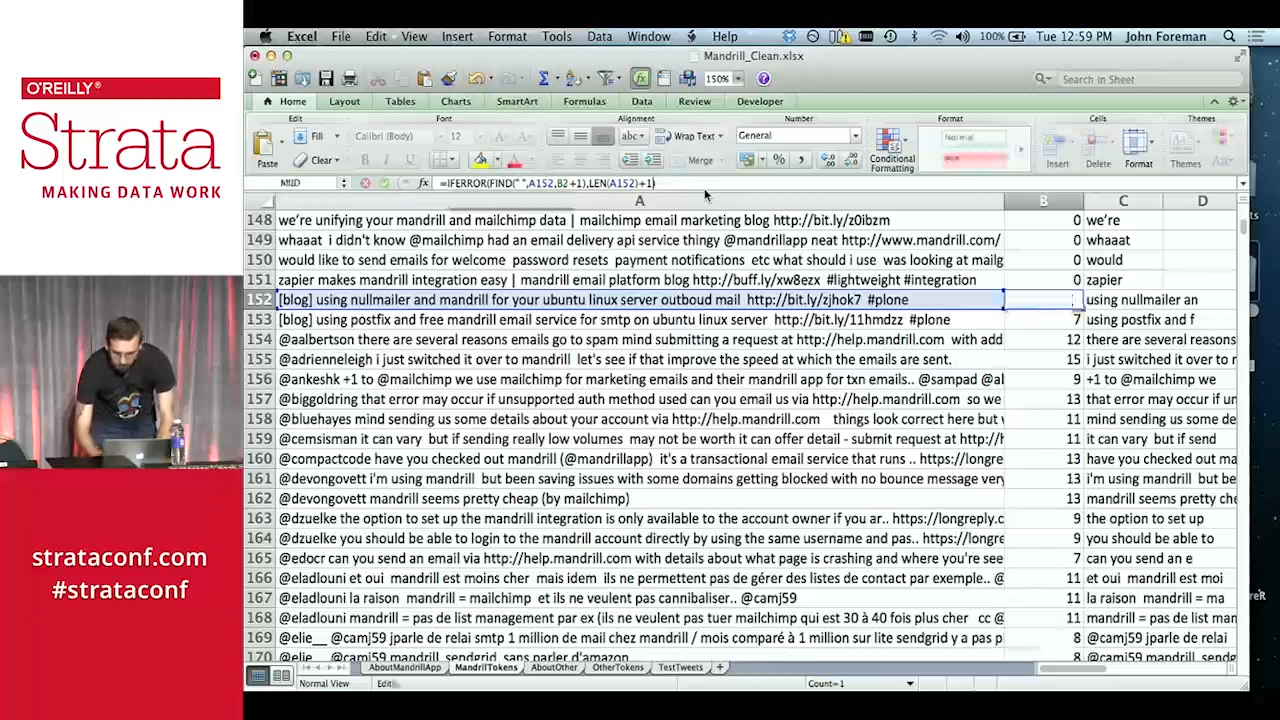 O'REILLY®
Strata
MAKING DATA WORK
strataconf.com
#strataconf
Excel File Edit View Insert Format Tools Data Window Help 100% Tue 12:59 PM John Foreman
Mandrill_Clean.xlsx
150% Search in Sheet
Home Layout Tables Charts SmartArt Formulas Data Review Developer
Edit Font Alignment Number Format Cells Themes
Fill Calibri (Body) 12 abc Wrap Text General Normal
Paste Clear Merge Conditional Formatting Insert Delete Format Themes
=IFERROR(FIND(" ",A152,B2+1),LEN(A152)+1)
A B C D
148 we're unifying your mandrill and mailchimp data | mailchimp email marketing blog http://bit.ly/z0ibzm 0 we're
149 whaaat i didn't know @mailchimp had an email delivery api service thingy @mandrillapp neat http://www.mandrill.com/ 0 whaaat
150 would like to send emails for welcome password resets payment notifications etc what should i use was looking at mailg 0 would
151 zapier makes mandrill integration easy | mandrill email platform blog http://buff.ly/xw8ezx #lightweight #integration 0 zapier
152 [blog] using nullmailer and mandrill for your ubuntu linux server outboud mail http://bit.ly/zjhok7 #plone using nullmailer an
153 [blog] using postfix and free mandrill email service for smtp on ubuntu linux server http://bit.ly/11hmdzz #plone 7 using postfix and f
154 @aalbertson there are several reasons emails go to spam mind submitting a request at http://help.mandrill.com with add 12 there are several reasons
155 @adrienneleigh i just switched it over to mandrill let's see if that improve the speed at which the emails are sent. 15 i just switched it over to
156 @ankeshk +1 to @mailchimp we use mailchimp for marketing emails and their mandrill app for txn emails.. @sampad @al 9 +1 to @mailchimp we
157 @biggoldring that error may occur if unsupported auth method used can you email us via http://help.mandrill.com so we 13 that error may occur if un
158 @bluehayes mind sending us some details about your account via http://help.mandrill.com things look correct here but 11 mind sending us some de
159 @cemsisman it can vary but if sending really low volumes may not be worth it can offer detail - submit request at http://h 11 it can vary but if send
160 @compactcode have you checked out mandrill (@mandrillapp) it's a transactional email service that runs .. https://longre 13 have you checked out ma
161 @devongovett i'm using mandrill but been saving issues with some domains getting blocked with no bounce message very 13 i'm using mandrill but be
162 @devongovett mandrill seems pretty cheap (by mailchimp) 13 mandrill seems pretty che
163 @dzuelke the option to set up the mandrill integration is only available to the account owner if you ar.. https://longreply.c 9 the option to set up
164 @dzuelke you should be able to login to the mandrill account directly by using the same username and pas.. https://longre 9 you should be able to
165 @edocr can you send an email via http://help.mandrill.com with details about what page is crashing and where you're see 7 can you send an e
166 @eladlouni et oui mandrill est moins cher mais idem ils ne permettent pas de gérer des listes de contact par exemple.. @ 11 et oui mandrill est moi
167 @eladlouni la raison mandrill = mailchimp et ils ne veulent pas cannibaliser.. @camj59 11 la raison mandrill = ma
168 @eladlouni mandrill = pas de list management par ex (ils ne veulent pas tuer mailchimp qui est 30 à 40 fois plus cher cc @ 11 mandrill = pas de list man
169 @elie__ @camj59 jparle de relai smtp 1 million de mail chez mandrill / mois comparé à 1 million sur lite sendgrid y a pas p 8 @camj59 jparle de relai
170 @elie__ @camj59 mandrill sendgrid sans parler d'amazon 8 @camj59 mandrill sendg
AboutMandrillApp MandrillTokens AboutOther OtherTokens TestTweets
Normal View Edit Count=1